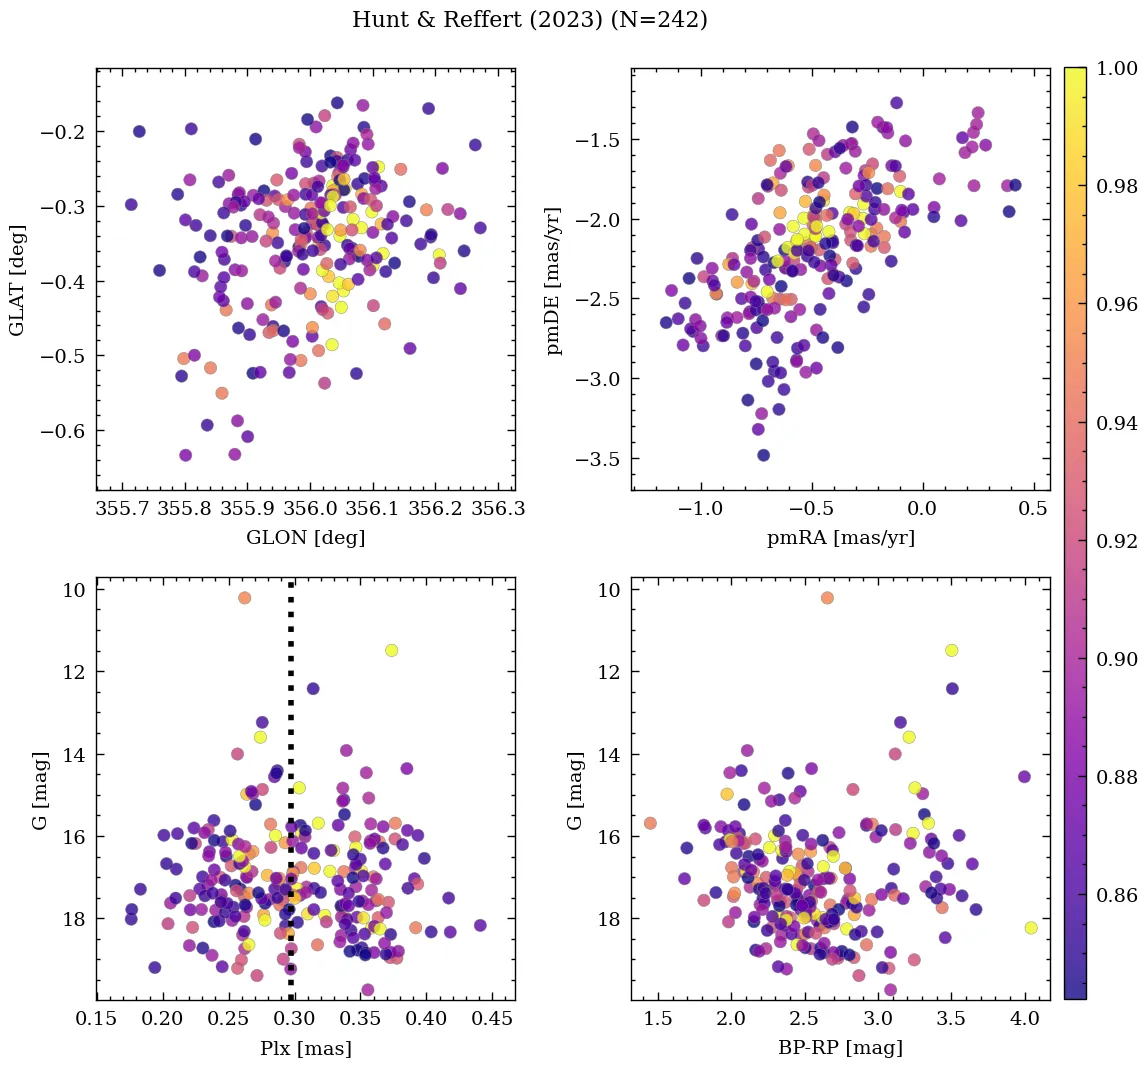 Hunt & Reffert (2023) (N=242)
−0.2
−0.3
−0.4
−0.5
−0.6
GLAT [deg]
355.7 355.8 355.9 356.0 356.1 356.2 356.3
GLON [deg]
−1.5
−2.0
−2.5
−3.0
−3.5
pmDE [mas/yr]
−1.0 −0.5 0.0 0.5
pmRA [mas/yr]
1.00
0.98
0.96
0.94
0.92
0.90
0.88
0.86
10
12
14
16
18
G [mag]
0.15 0.20 0.25 0.30 0.35 0.40 0.45
Plx [mas]
10
12
14
16
18
G [mag]
1.5 2.0 2.5 3.0 3.5 4.0
BP-RP [mag]